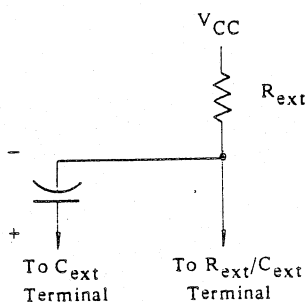 VCC
Rext
-
+
To Cext
Terminal
To Rext/Cext
Terminal